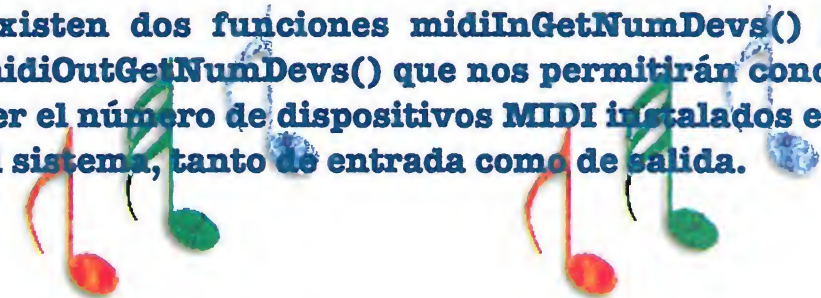 xisten dos funciones midiInGetNumDevs()
nidiOutGetNumDevs() que nos permitirán cono
er el número de dispositivos MIDI instalados e
l sistema, tanto de entrada como de salida.